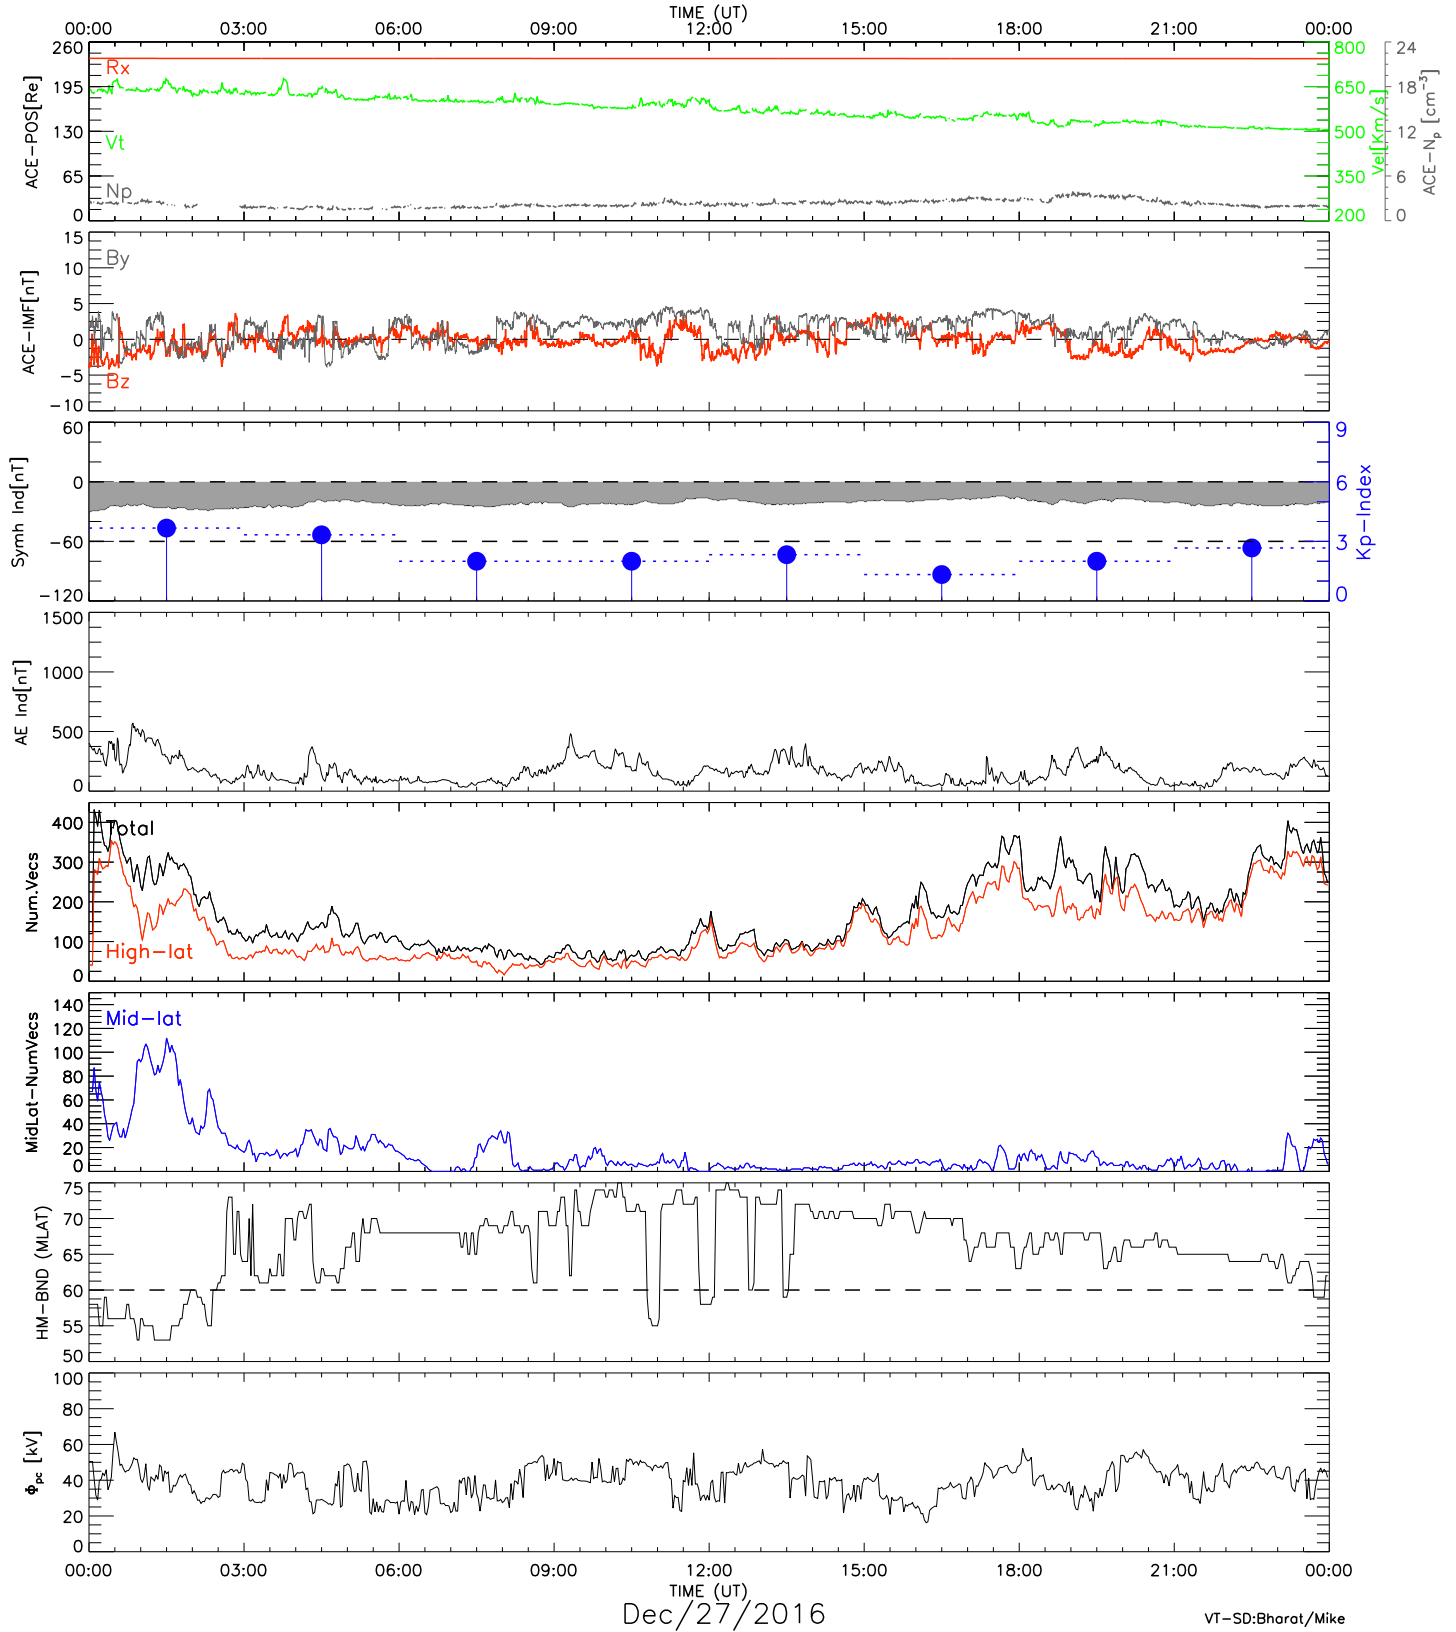 TIME (UT)
00:00 03:00 06:00 09:00 12:00 15:00 18:00 21:00 00:00
260 195 130 65 0
ACE-POS[Re]
Rx
Vt
Np
800 650 500 350 200
Vel[Km/s]
24 18 12 6 0
ACE-Np [cm-3]
15 10 5 0 -5 -10
ACE-IMF[nT]
By
Bz
60 0 -60 -120
Symh Ind[nT]
9 6 3 0
Kp-Index
1500 1000 500 0
AE Ind[nT]
400 300 200 100 0
Num.Vecs
Total
High-lat
140 120 100 80 60 40 20 0
MidLat-NumVecs
Mid-lat
75 70 65 60 55 50
HM-BND (MLAT)
100 80 60 40 20 0
Φpc [kV]
00:00 03:00 06:00 09:00 12:00 15:00 18:00 21:00 00:00
TIME (UT)
Dec/27/2016
VT-SD:Bharat/Mike